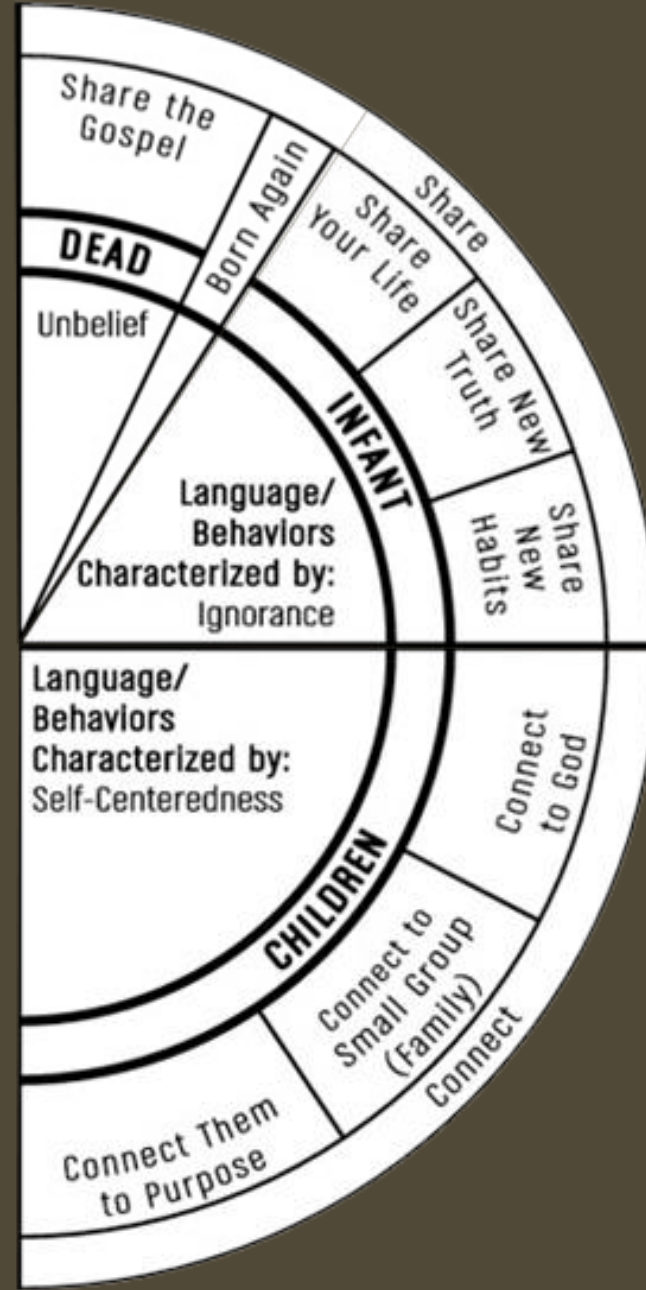 Share the
Gospel
DEAD
Unbelief
Born Again
Share
Share
Your Life
Share New
Truth
Share
New
Habits
INFANT
Language/
Behaviors
Characterized by:
Ignorance
Language/
Behaviors
Characterized by:
Self-Centeredness
CHILDREN
Connect
to God
Connect to
Small Group
(Family)
Connect
Connect Them
to Purpose